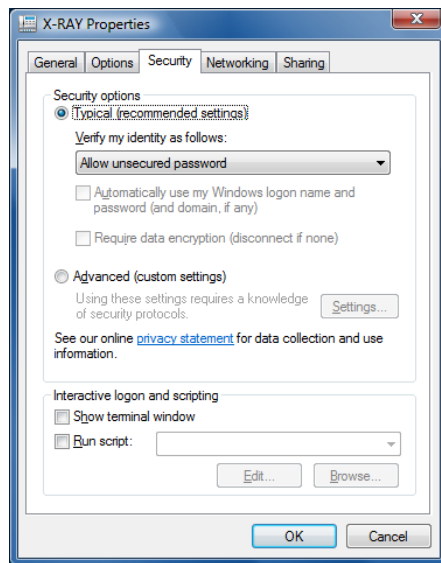 X-RAY Properties
General Options Security Networking Sharing
Security options
Typical (recommended settings)
Verify my identity as follows:
Allow unsecured password
Automatically use my Windows logon name and
password (and domain, if any)
Require data encryption (disconnect if none)
Advanced (custom settings)
Using these settings requires a knowledge
of security protocols.
Settings...
See our online privacy statement for data collection and use
information.
Interactive logon and scripting
Show terminal window
Run script:
Edit... Browse...
OK Cancel